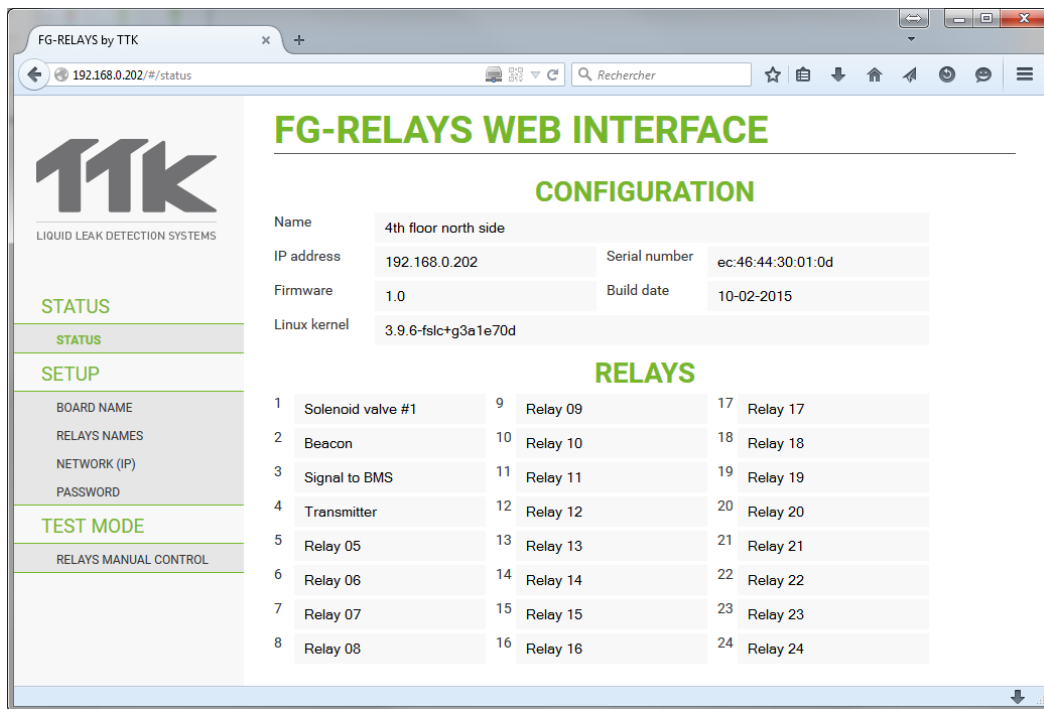 FG-RELAYS by TTK
192.168.0.202/#/status
Rechercher
TTK
LIQUID LEAK DETECTION SYSTEMS
STATUS
STATUS
SETUP
BOARD NAME
RELAYS NAMES
NETWORK (IP)
PASSWORD
TEST MODE
RELAYS MANUAL CONTROL
FG-RELAYS WEB INTERFACE
CONFIGURATION
Name 4th floor north side
IP address 192.168.0.202 Serial number ec:46:44:30:01:0d
Firmware 1.0 Build date 10-02-2015
Linux kernel 3.9.6-fslc+g3a1e70d
RELAYS
1 Solenoid valve #1 9 Relay 09 17 Relay 17
2 Beacon 10 Relay 10 18 Relay 18
3 Signal to BMS 11 Relay 11 19 Relay 19
4 Transmitter 12 Relay 12 20 Relay 20
5 Relay 05 13 Relay 13 21 Relay 21
6 Relay 06 14 Relay 14 22 Relay 22
7 Relay 07 15 Relay 15 23 Relay 23
8 Relay 08 16 Relay 16 24 Relay 24